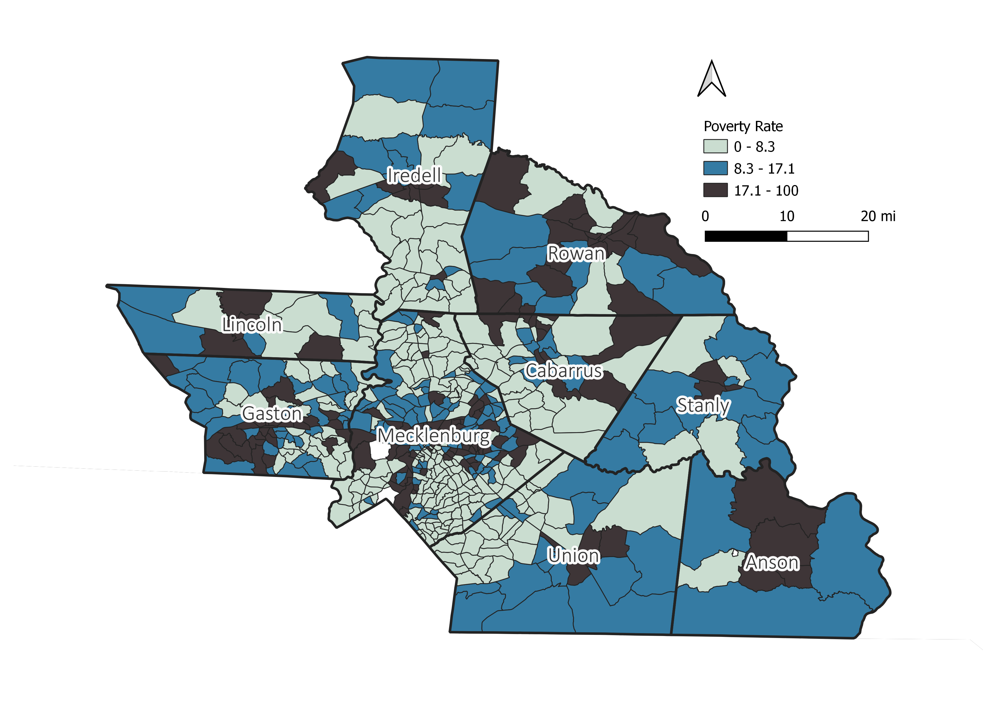 Poverty Rate
0 - 8.3
8.3 - 17.1
17.1 - 100
0 10 20 mi
Iredell
Rowan
Lincoln
Cabarrus
Stanly
Gaston
Mecklenburg
Union
Anson